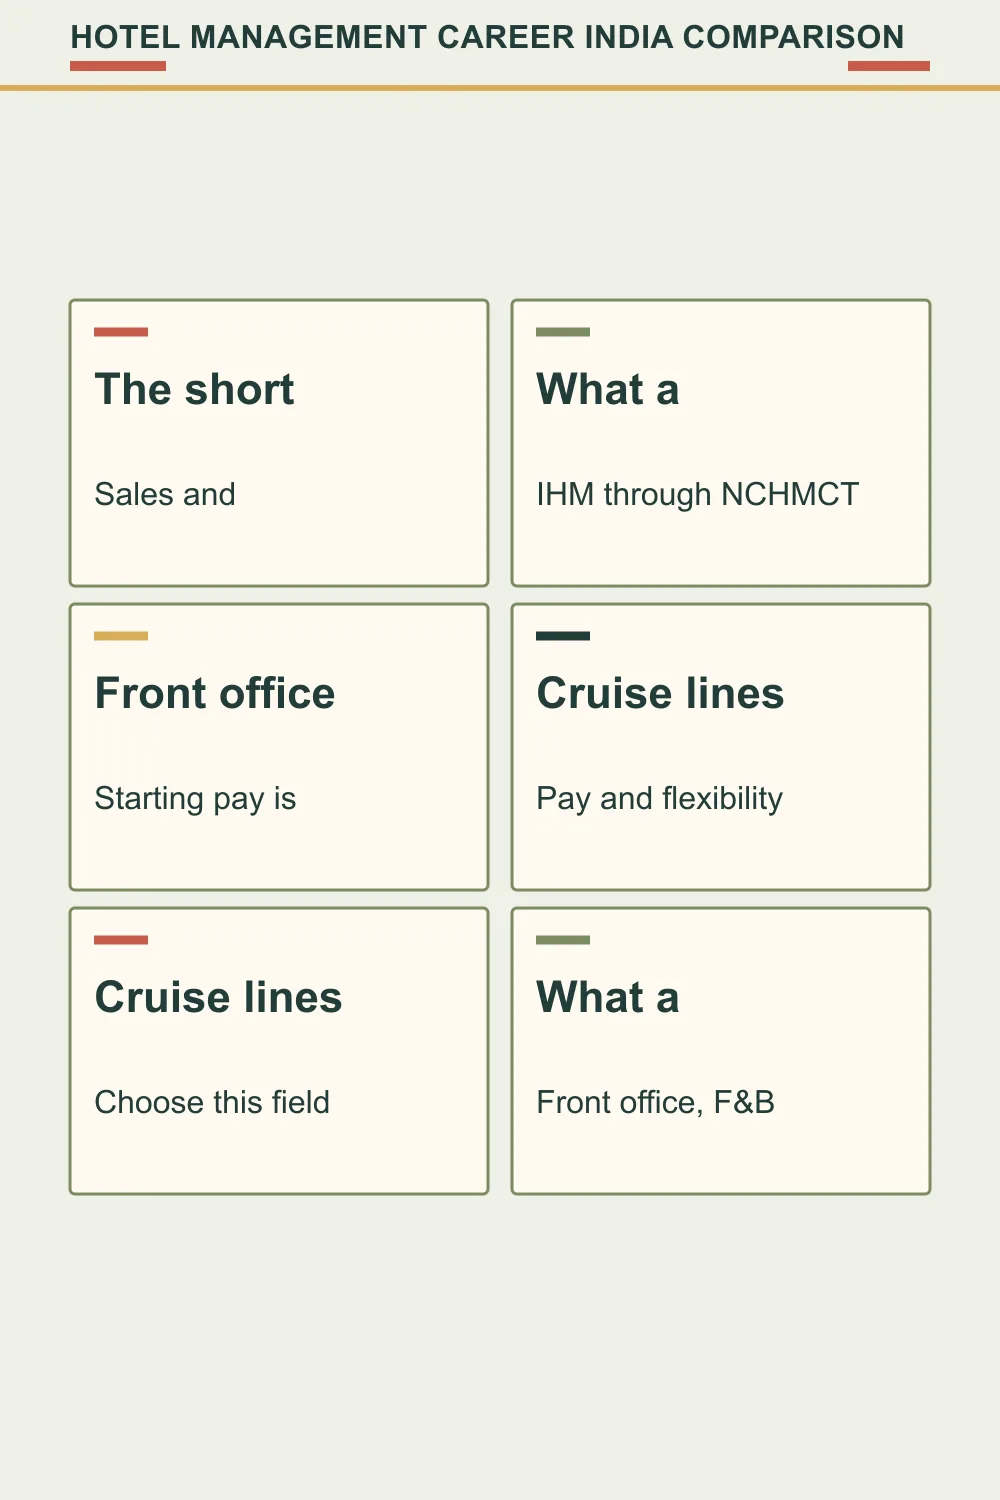 HOTEL MANAGEMENT CAREER INDIA COMPARISON
The short
Sales and
What a
IHM through NCHMCT
Front office
Starting pay is
Cruise lines
Pay and flexibility
Cruise lines
Choose this field
What a
Front office, F&B